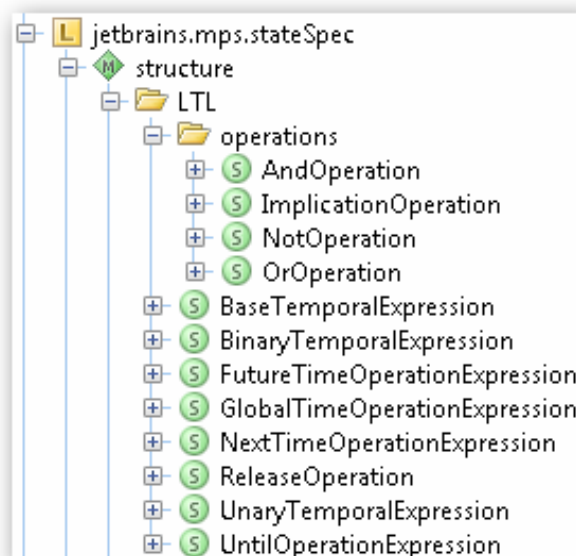 L jetbrains.mps.stateSpec
M structure
LTL
operations
S AndOperation
S ImplicationOperation
S NotOperation
S OrOperation
S BaseTemporalExpression
S BinaryTemporalExpression
S FutureTimeOperationExpression
S GlobalTimeOperationExpression
S NextTimeOperationExpression
S ReleaseOperation
S UnaryTemporalExpression
S UntilOperationExpression